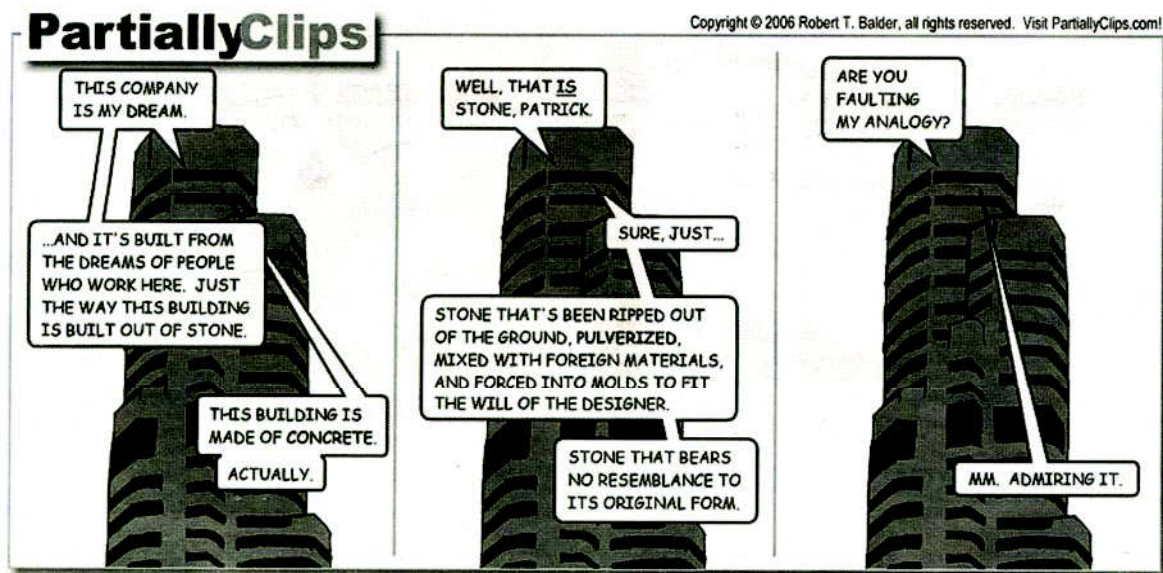 PartiallyClips
Copyright © 2006 Robert T. Balder, all rights reserved. Visit PartiallyClips.com!
THIS COMPANY
IS MY DREAM.
...AND IT'S BUILT FROM
THE DREAMS OF PEOPLE
WHO WORK HERE. JUST
THE WAY THIS BUILDING
IS BUILT OUT OF STONE.
THIS BUILDING IS
MADE OF CONCRETE.
ACTUALLY.
WELL, THAT IS
STONE, PATRICK.
SURE, JUST...
STONE THAT'S BEEN RIPPED OUT
OF THE GROUND, PULVERIZED,
MIXED WITH FOREIGN MATERIALS,
AND FORCED INTO MOLDS TO FIT
THE WILL OF THE DESIGNER.
STONE THAT BEARS
NO RESEMBLANCE TO
ITS ORIGINAL FORM.
ARE YOU
FAULTING
MY ANALOGY?
MM. ADMIRING IT.